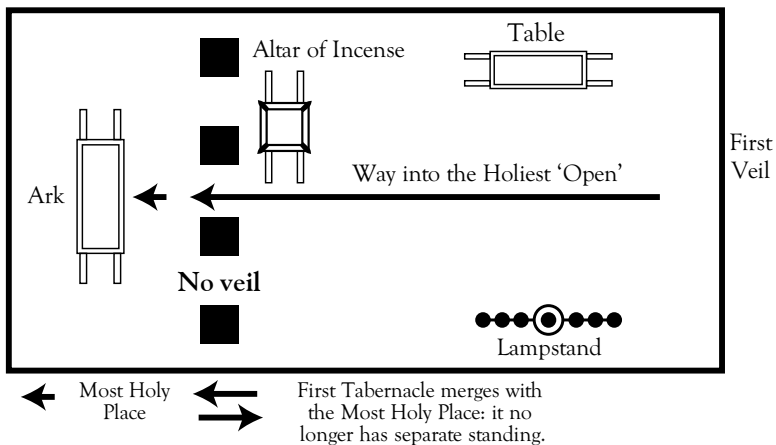 Altar of Incense
Table
First
Veil
Way into the Holiest ‘Open’
Ark
No veil
Lampstand
Most Holy
Place
First Tabernacle merges with
the Most Holy Place: it no
longer has separate standing.